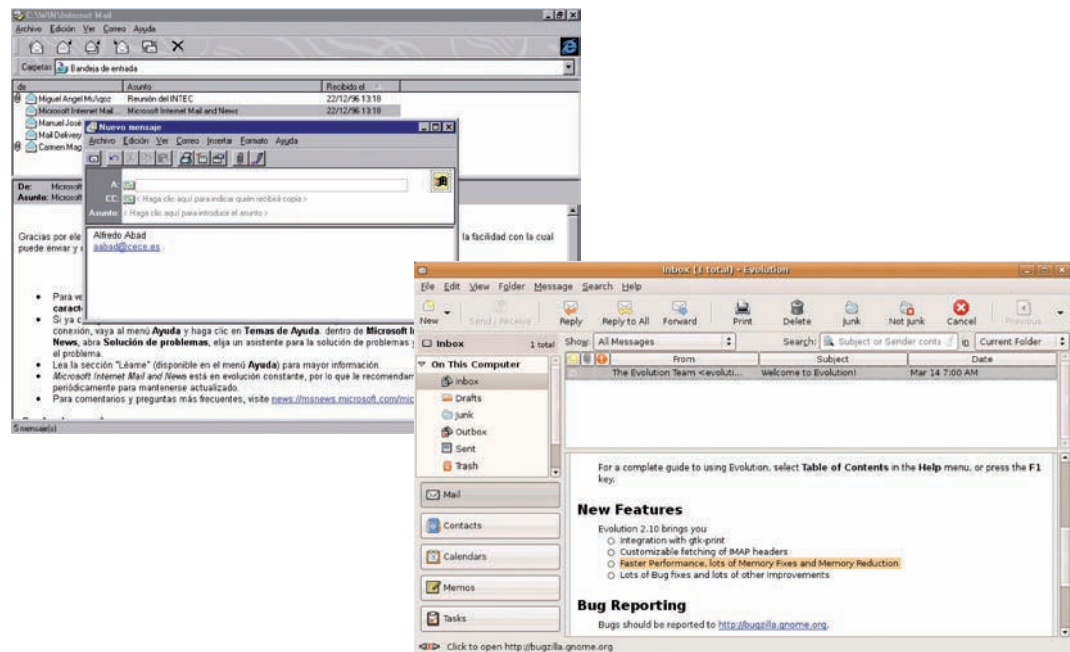 C:\WIN\Internet Mail
Archivo Edición Ver Correo Ayuda
Carpetas Bandeja de entrada
de Asunto Recibido el
Miguel Angel Muñqoz Reunión del INTEC 22/12/96 13:18
Microsoft Internet Mail... Microsoft Internet Mail and News 22/12/96 13:18
Manuel José
Mail Delivery
Carmen Mag
De: Microsoft
Asunto: Microsoft
Gracias por ele la facilidad con la cual
puede enviar y
Para ve
caract
Si ya c
conexión, vaya al menú Ayuda y haga clic en Temas de Ayuda. dentro de Microsoft I
News, abra Solución de problemas, elija un asistente para la solución de problemas y
el problema.
Lea la sección "Léame" (disponible en el menú Ayuda) para mayor información.
Microsoft Internet Mail and News está en evolución constante, por lo que le recomendam
periódicamente para mantenerse actualizado.
Para comentarios y preguntas más frecuentes, visite news://msnews.microsoft.com/mic
5 mensaje(s)
Nuevo mensaje
Archivo Edición Ver Correo Insertar Formato Ayuda
A:
CC: < Haga clic aquí para indicar quién recibirá copia >
Asunto: < Haga clic aquí para introducir el asunto >
Alfredo Abad
aabad@cece.es
Inbox (1 total) - Evolution
File Edit View Folder Message Search Help
New Send / Receive Reply Reply to All Forward Print Delete Junk Not Junk Cancel Previous
Inbox 1 total Show: All Messages Search: Subject or Sender conta in Current Folder
On This Computer
Inbox
Drafts
Junk
Outbox
Sent
Trash
Mail
Contacts
Calendars
Memos
Tasks
From Subject Date
The Evolution Team <evoluti... Welcome to Evolution! Mar 14 7:00 AM
For a complete guide to using Evolution, select Table of Contents in the Help menu, or press the F1
key.
New Features
Evolution 2.10 brings you
Integration with gtk-print
Customizable fetching of IMAP headers
Faster Performance, lots of Memory Fixes and Memory Reduction
Lots of Bug fixes and lots of other improvements
Bug Reporting
Bugs should be reported to http://bugzilla.gnome.org.
Click to open http://bugzilla.gnome.org